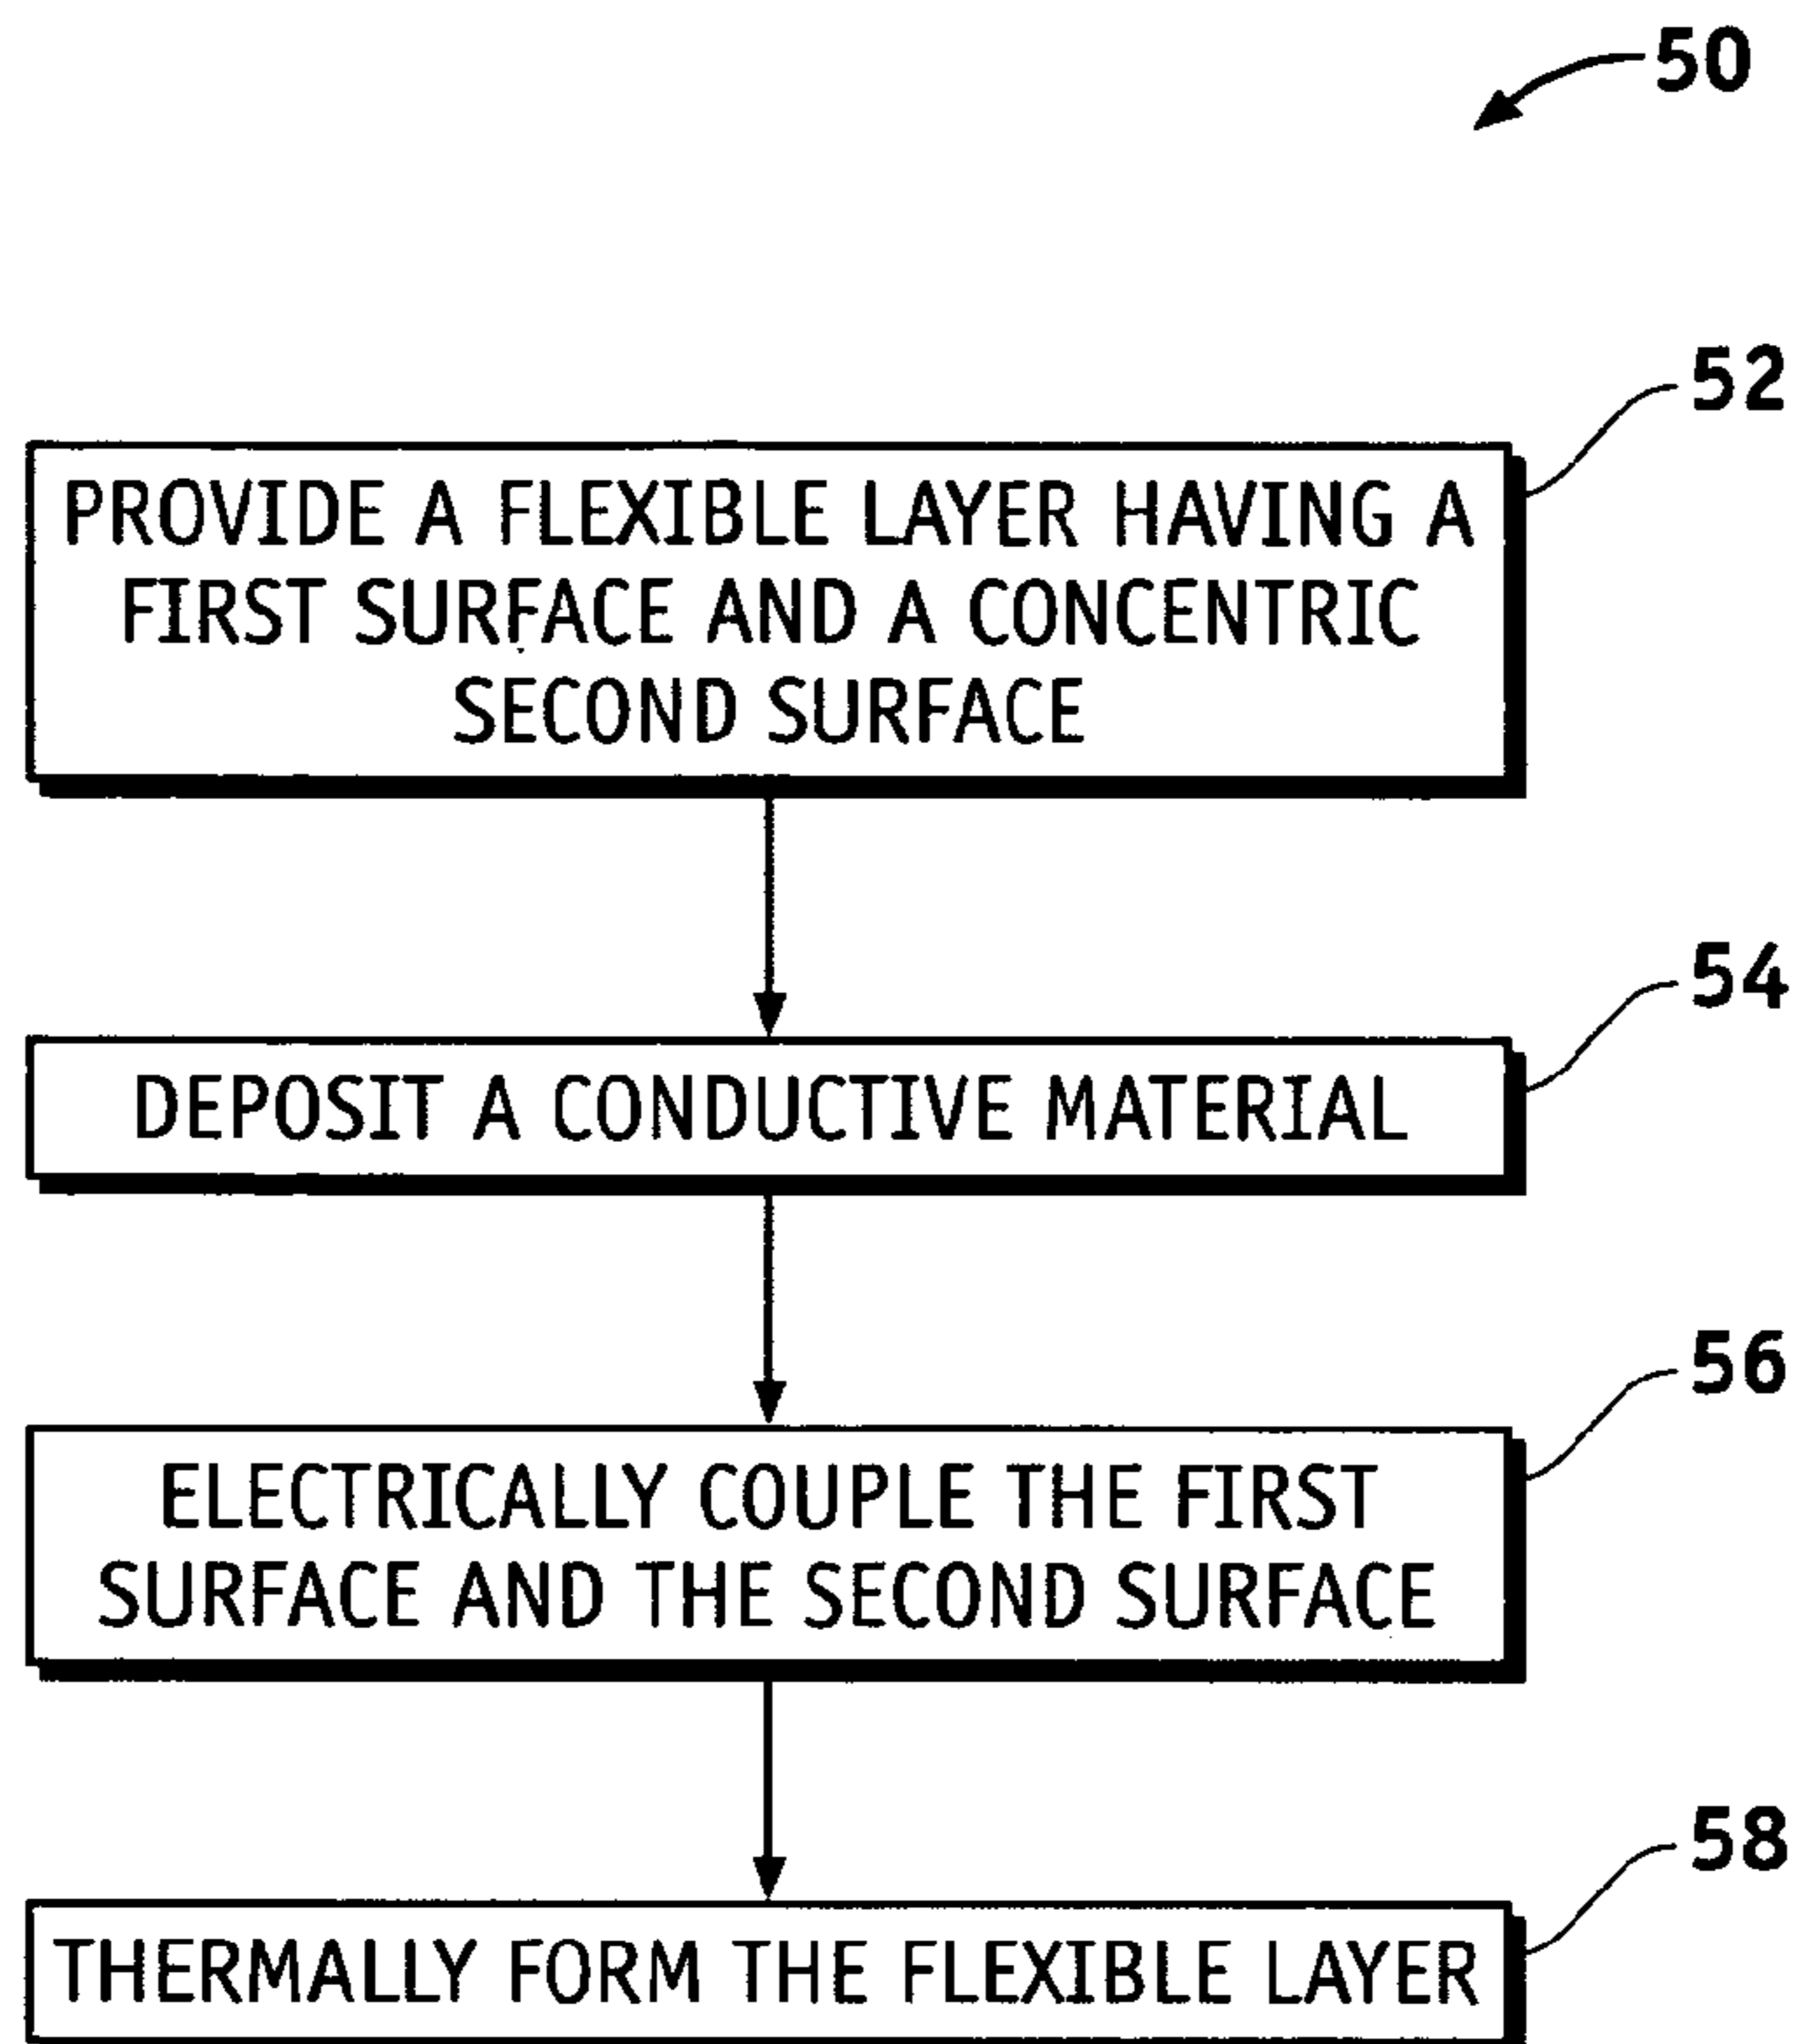 50
52
PROVIDE A FLEXIBLE LAYER HAVING A
FIRST SURFACE AND A CONCENTRIC
SECOND SURFACE
54
DEPOSIT A CONDUCTIVE MATERIAL
56
ELECTRICALLY COUPLE THE FIRST
SURFACE AND THE SECOND SURFACE
58
THERMALLY FORM THE FLEXIBLE LAYER